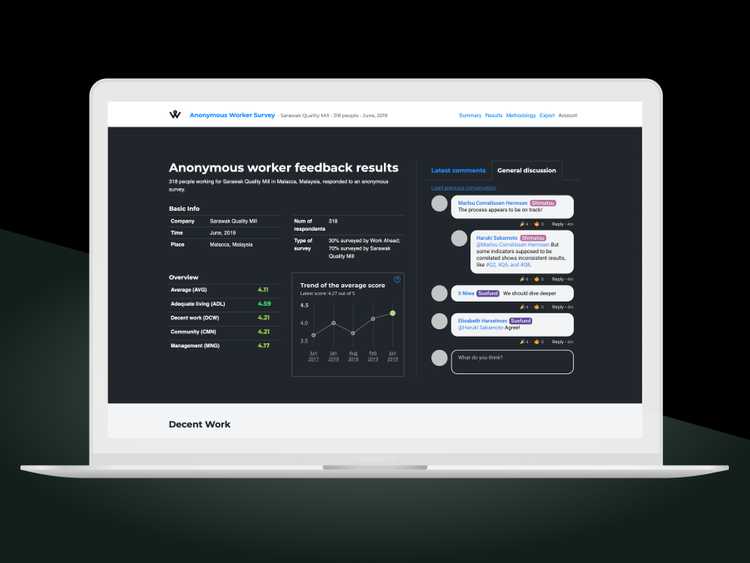 Anonymous Worker Survey - Sarawak Quality Mill - 318 people - June, 2019
Summary Results Methodology Export Account
Anonymous worker feedback results
318 people working for Sarawak Quality Mill in Malacca, Malaysia, responded to an anonymous
survey.
Basic Info
Company Sarawak Quality Mill
Time June, 2019
Place Malacca, Malaysia
Num of
respondents 318
Type of
survey 30% surveyed by Work Ahead;
70% surveyed by Sarawak
Quality Mill
Overview
Average (AVG) 4.11
Adequate living (ADL) 4.59
Decent work (DCW) 4.21
Community (CMN) 4.21
Management (MNG) 4.17
Trend of the average score
Latest score: 4.27 out of 5
4.5
4.0
3.5
Jun
2017
Jan
2018
Aug
2018
Feb
2019
Jun
2019
Latest comments General discussion
Load previous conversation
Marlou Cornelissen Hermsen Shimatsu
The process appears to be on track!
4 0 Reply • 4m
Haruki Sakamoto Shimatsu
@Marlou Cornelissen Hermsen But
some indicators supposed to be
correlated shows inconsistent results,
like #Q2, #Q5 and #Q8.
4 0 Reply • 4m
Il Niwa Sunfund We should dive deeper
4 0 Reply • 4m
Elisabeth Harselman Sunfund
@Haruki Sakamoto Agree!
4 0 Reply • 4m
What do you think?
Decent Work